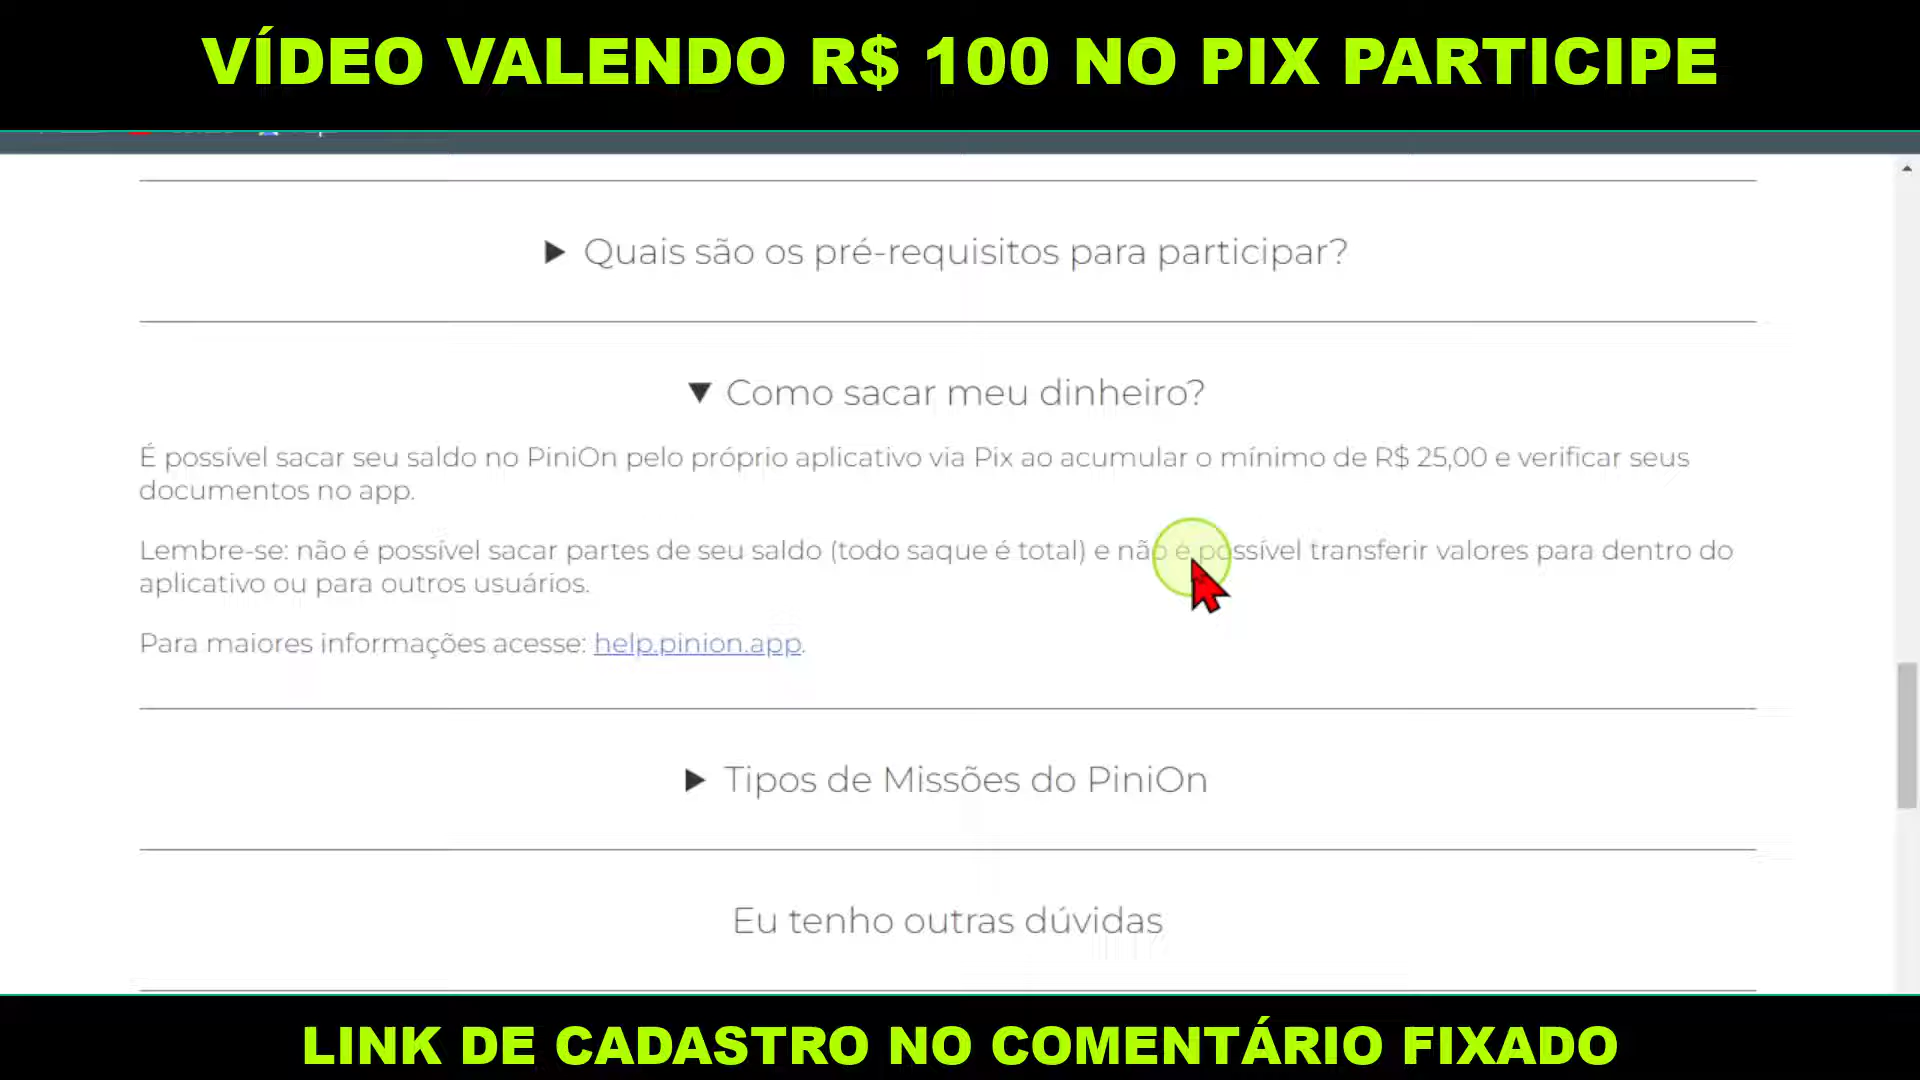 VÍDEO VALENDO R$ 100 NO PIX PARTICIPE
Quais são os pré-requisitos para participar?
Como sacar meu dinheiro?
É possível sacar seu saldo no PiniOn pelo próprio aplicativo via Pix ao acumular o mínimo de R$ 25,00 e verificar seus
documentos no app.
Lembre-se: não é possível sacar partes de seu saldo (todo saque é total) e não é possível transferir valores para dentro do
aplicativo ou para outros usuários.
Para maiores informações acesse: help.pinion.app.
Tipos de Missões do PiniOn
Eu tenho outras dúvidas
LINK DE CADASTRO NO COMENTÁRIO FIXADO